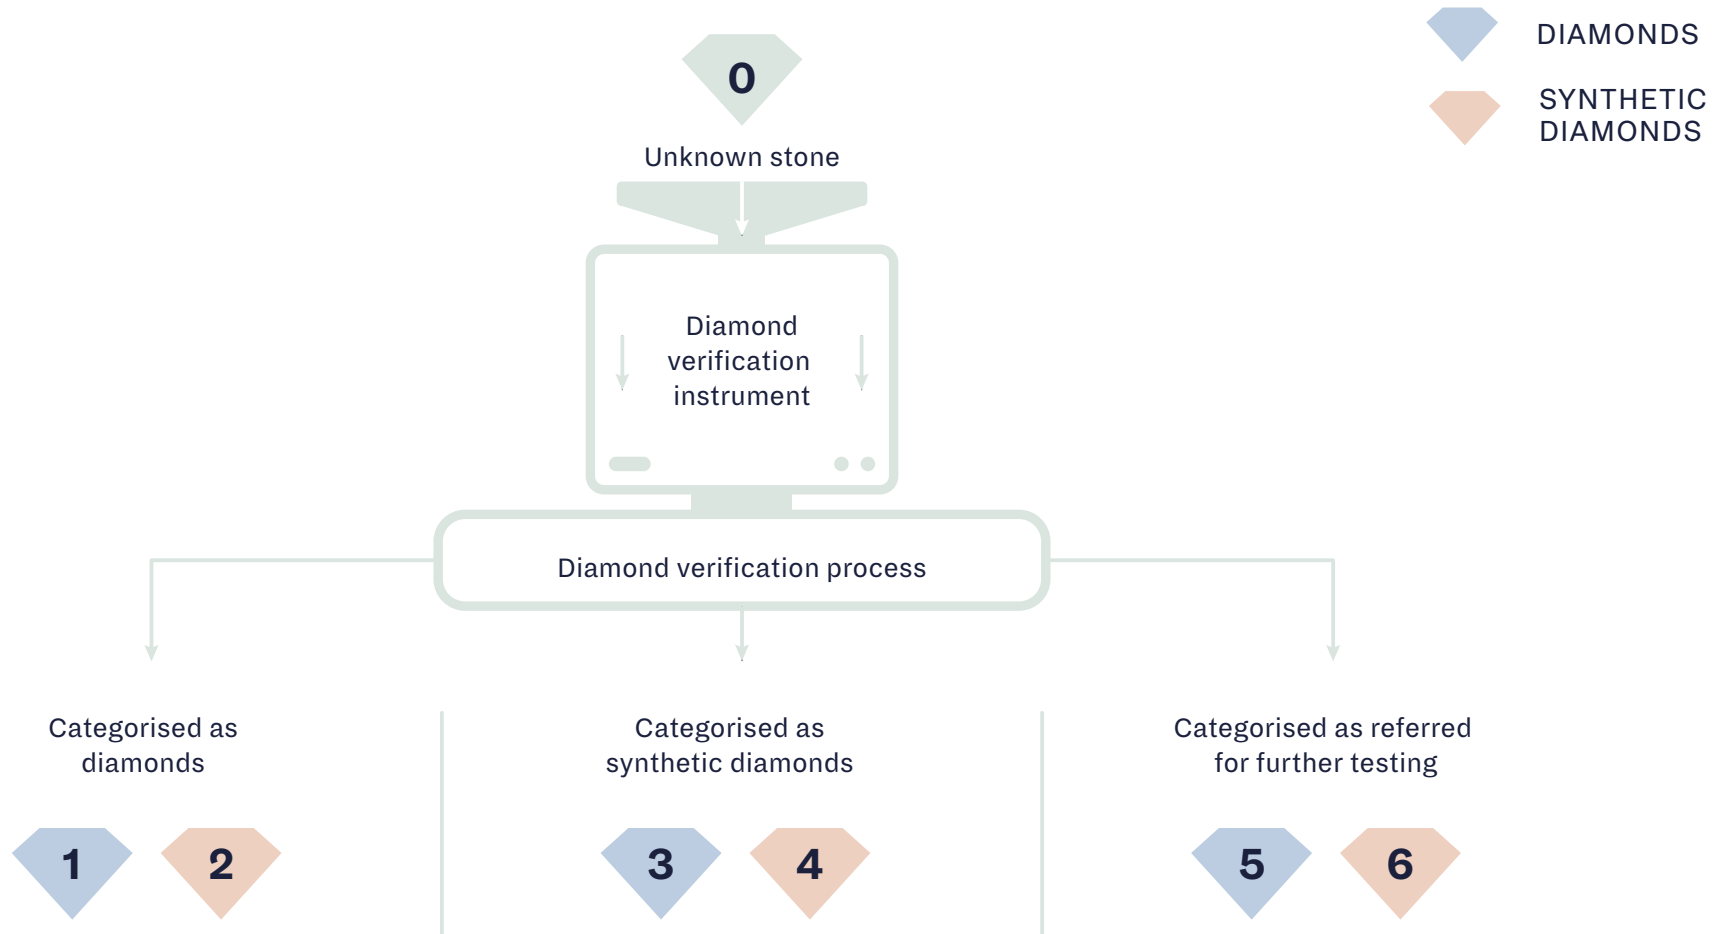 DIAMONDS
SYNTHETIC
DIAMONDS
0
Unknown stone
Diamond
verification
instrument
Diamond verification process
Categorised as
diamonds
Categorised as
synthetic diamonds
Categorised as referred
for further testing
1 2 3 4 5 6